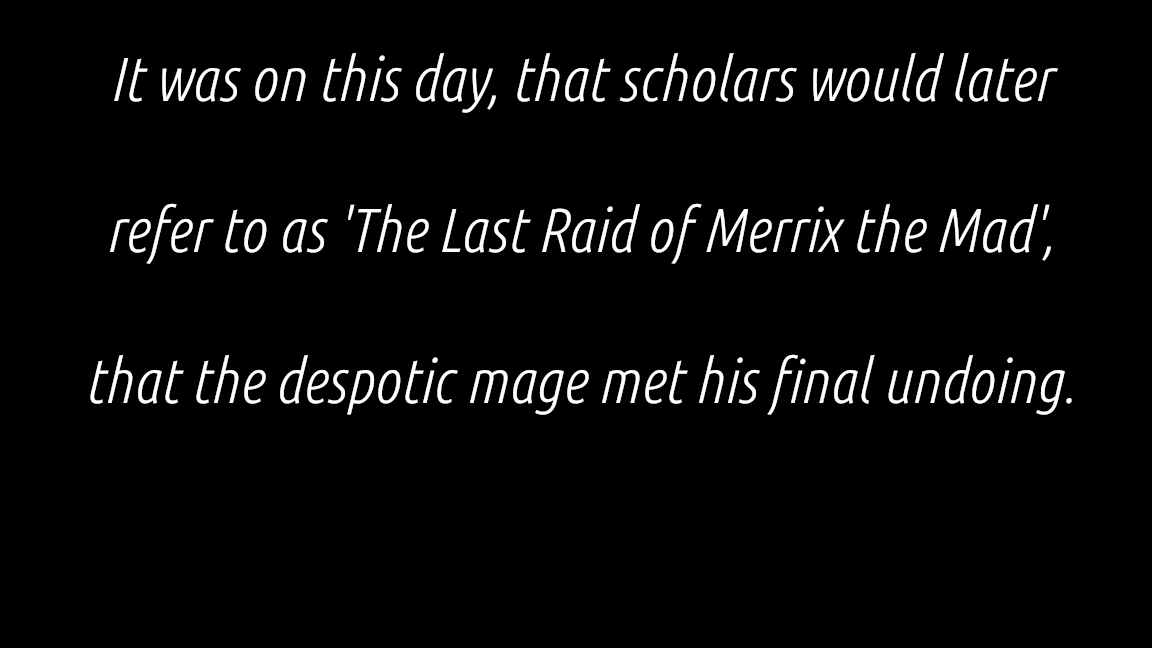 It was on this day, that scholars would later
refer to as 'The Last Raid of Merrix the Mad',
that the despotic mage met his final undoing.